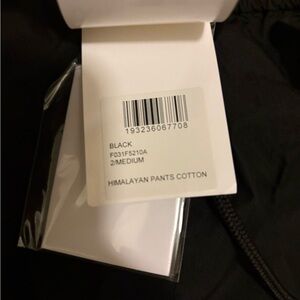 193236067708
BLACK
F031F5210A
2/MEDIUM
HIMALAYAN PANTS COTTON